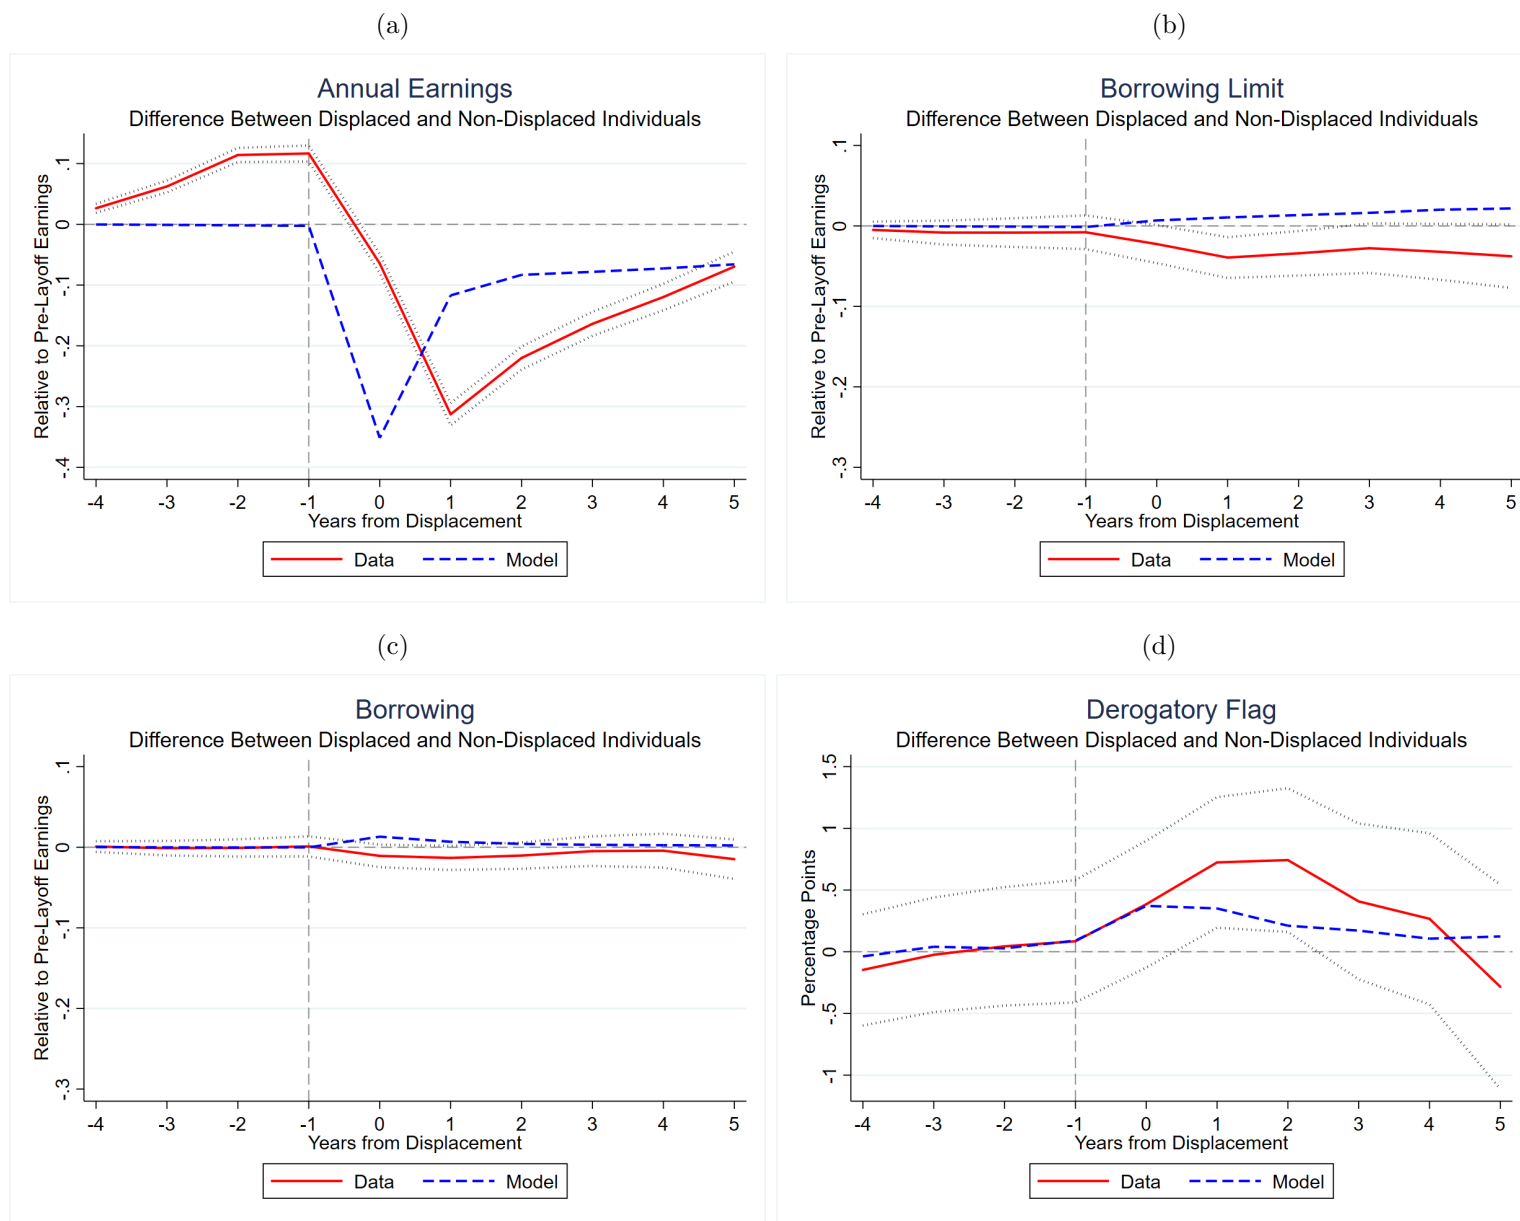 (a)
Annual Earnings
Difference Between Displaced and Non-Displaced Individuals
Relative to Pre-Layoff Earnings
.1
0
-.1
-.2
-.3
-.4
-4 -3 -2 -1 0 1 2 3 4 5
Years from Displacement
Data Model
(b)
Borrowing Limit
Difference Between Displaced and Non-Displaced Individuals
Relative to Pre-Layoff Earnings
.1
0
-.1
-.2
-.3
-4 -3 -2 -1 0 1 2 3 4 5
Years from Displacement
Data Model
(c)
Borrowing
Difference Between Displaced and Non-Displaced Individuals
Relative to Pre-Layoff Earnings
.1
0
-.1
-.2
-.3
-4 -3 -2 -1 0 1 2 3 4 5
Years from Displacement
Data Model
(d)
Derogatory Flag
Difference Between Displaced and Non-Displaced Individuals
Percentage Points
1.5
1
.5
0
-.5
-1
-4 -3 -2 -1 0 1 2 3 4 5
Years from Displacement
Data Model